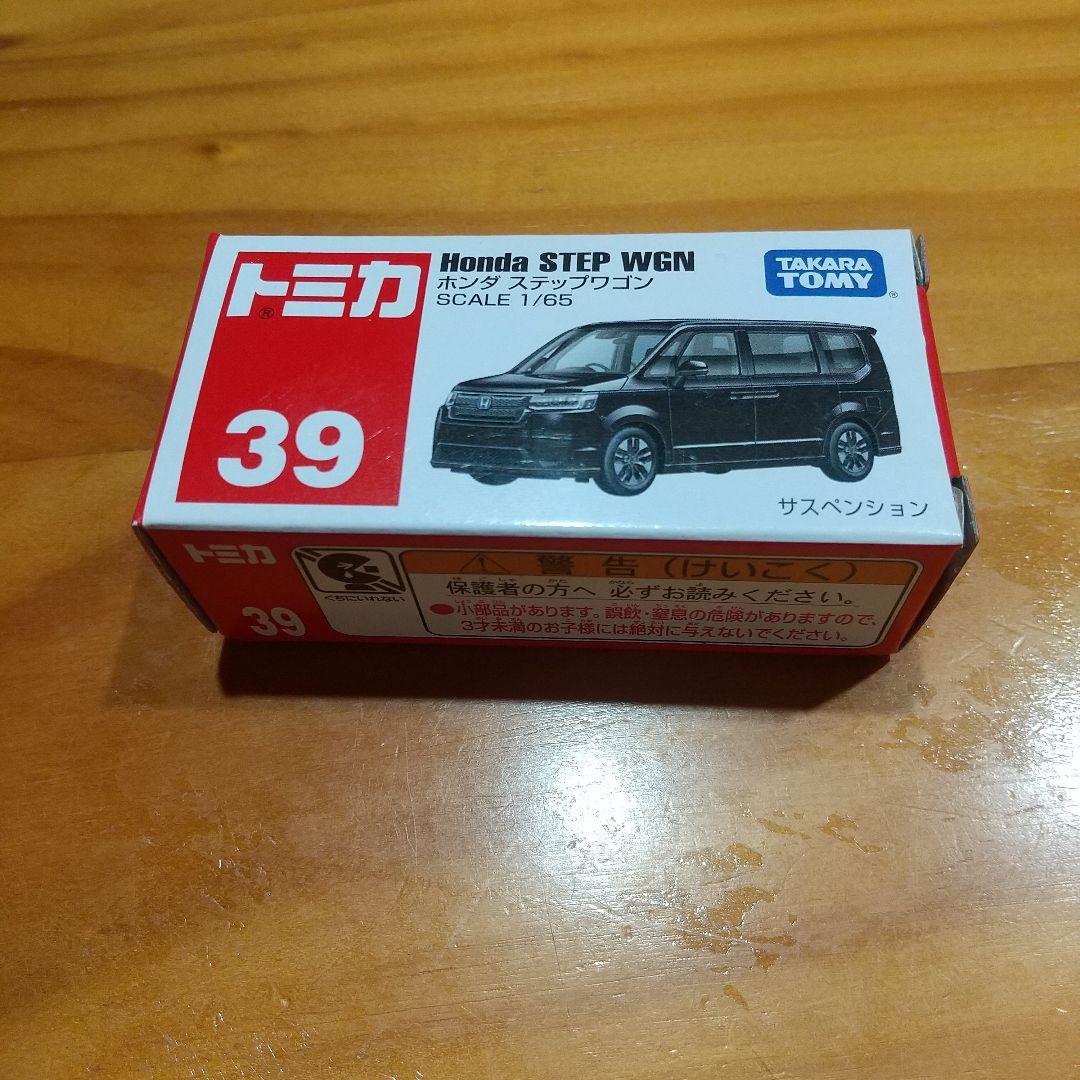 トミカ®
39
Honda STEP WGN
ホンダ ステップワゴン
SCALE 1/65
TAKARA
TOMY®
サスペンション
トミカ
39
くちにいれない
⚠ 警告(けいこく)
保護者の方へ 必ずお読みください。
●小部品があります。誤飲・窒息の危険がありますので、
3才未満のお子様には絶対に与えないでください。